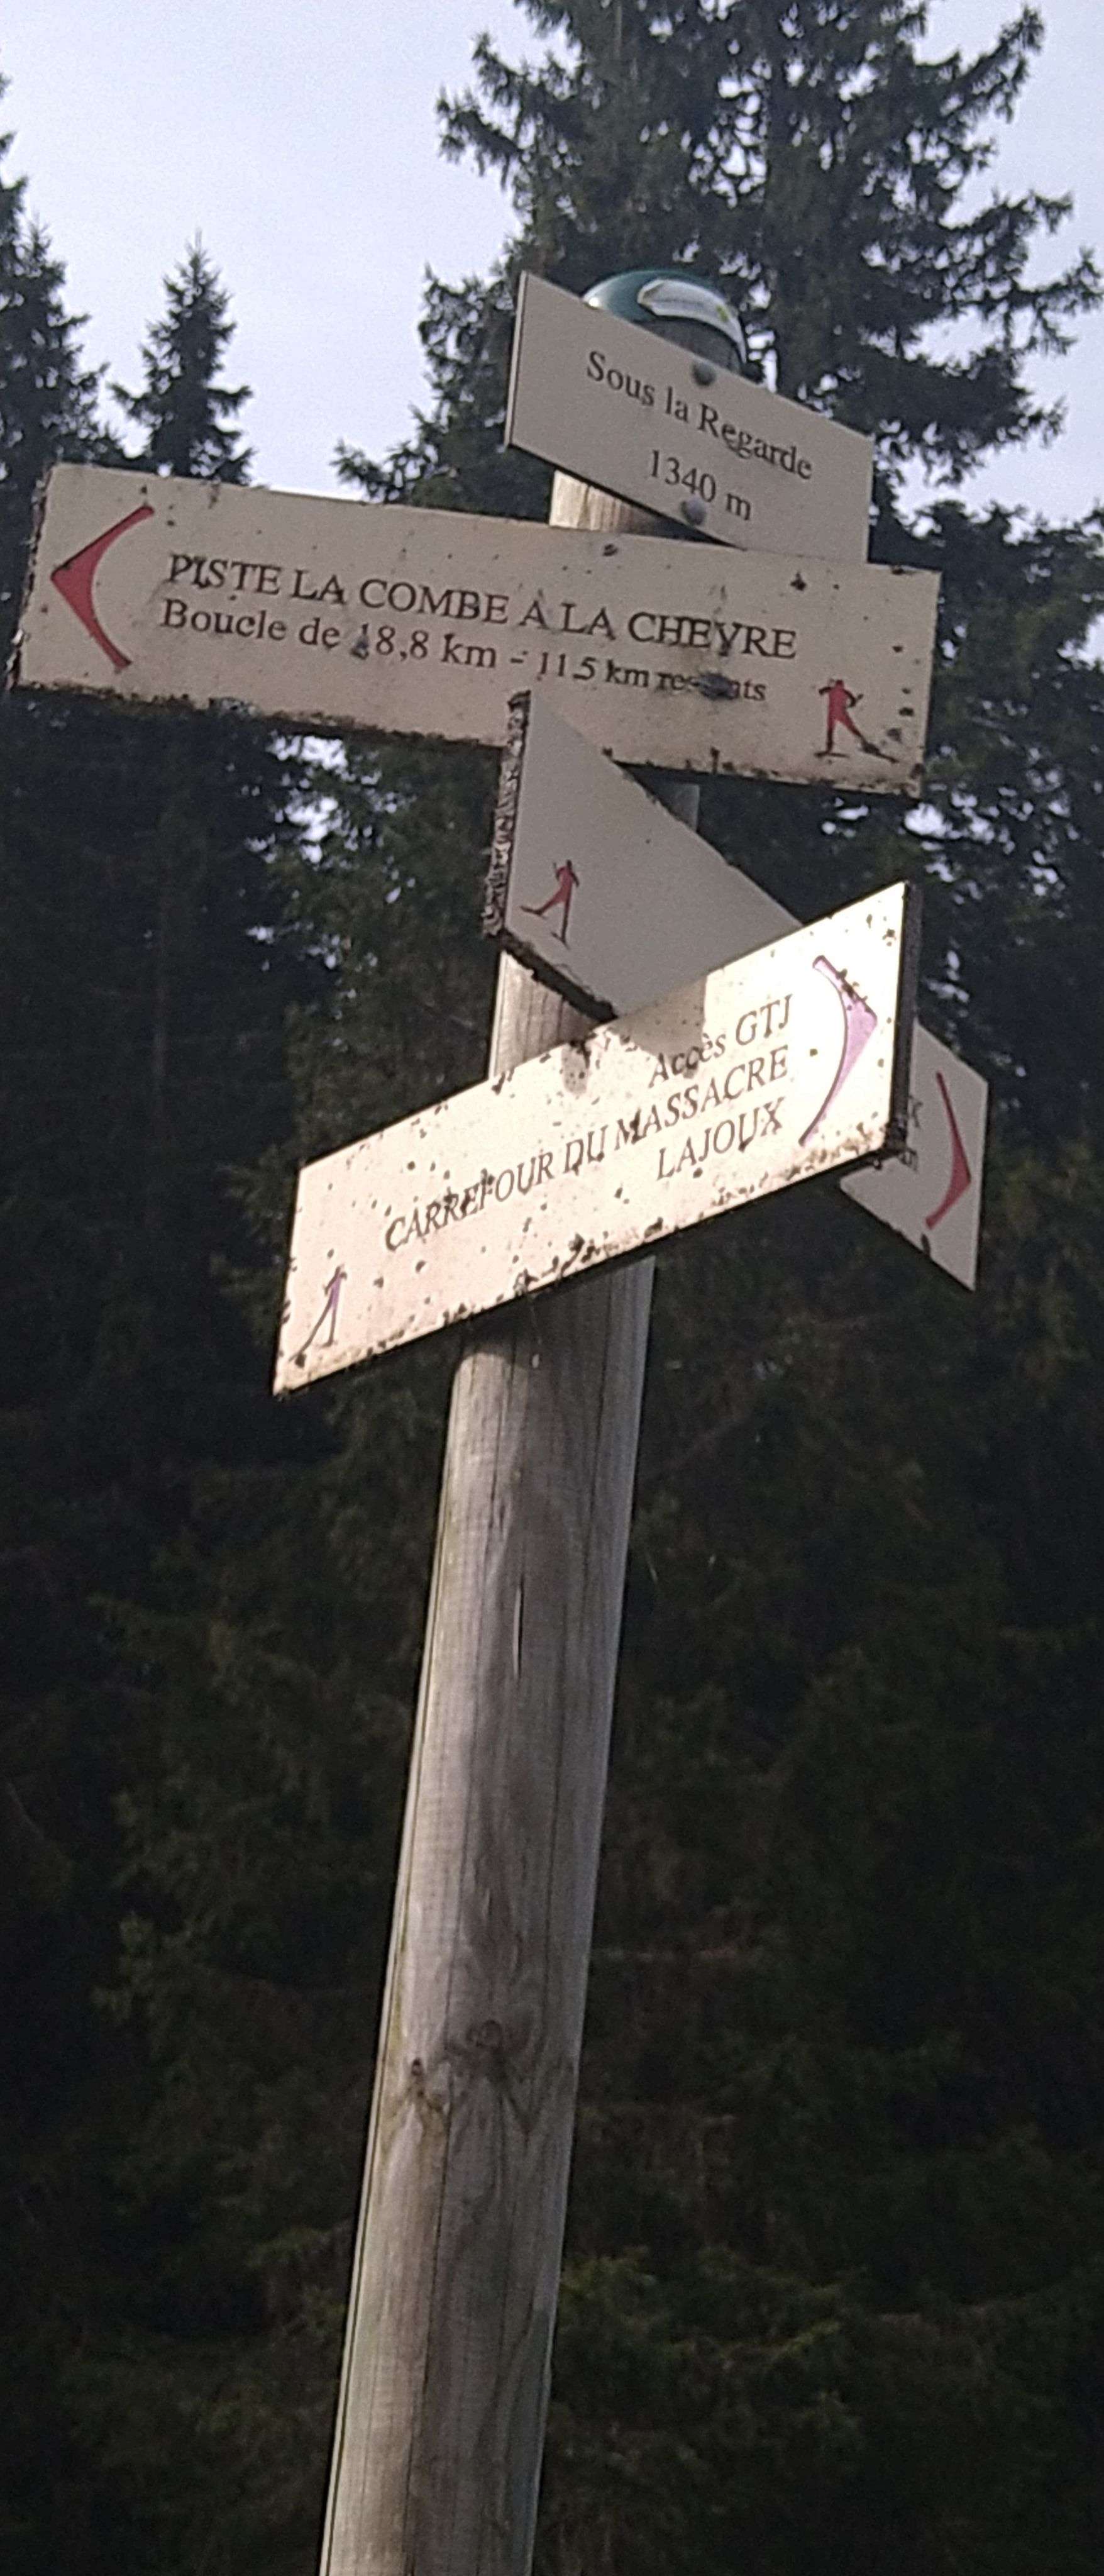 Sous la Regarde
1340 m
PISTE LA COMBE A LA CHEVRE
Boucle de 18,8 km - 11.5 km
Accès GTJ
CARREFOUR DU MASSACRE
LAJOUX